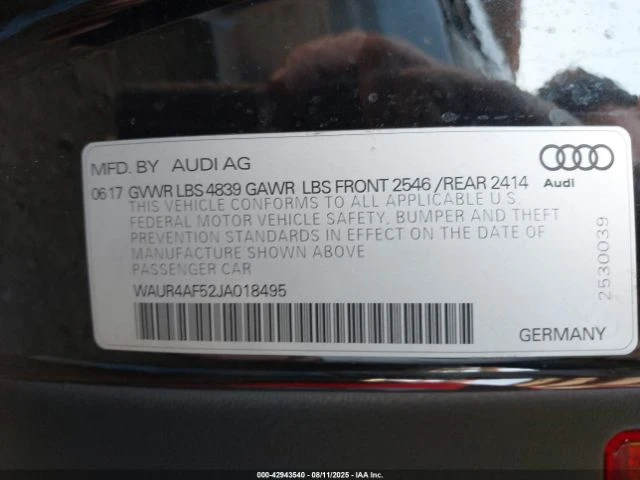 MFD. BY AUDI AG
0617 GVWR LBS 4839 GAWR LBS FRONT 2546 /REAR 2414
THIS VEHICLE CONFORMS TO ALL APPLICABLE U.S.
FEDERAL MOTOR VEHICLE SAFETY, BUMPER AND THEFT
PREVENTION STANDARDS IN EFFECT ON THE DATE OF
MANUFACTURE SHOWN ABOVE
PASSENGER CAR
WAUR4AF52JA018495
Audi
2530039
GERMANY
000-42943540 - 08/11/2025 - IAA Inc.